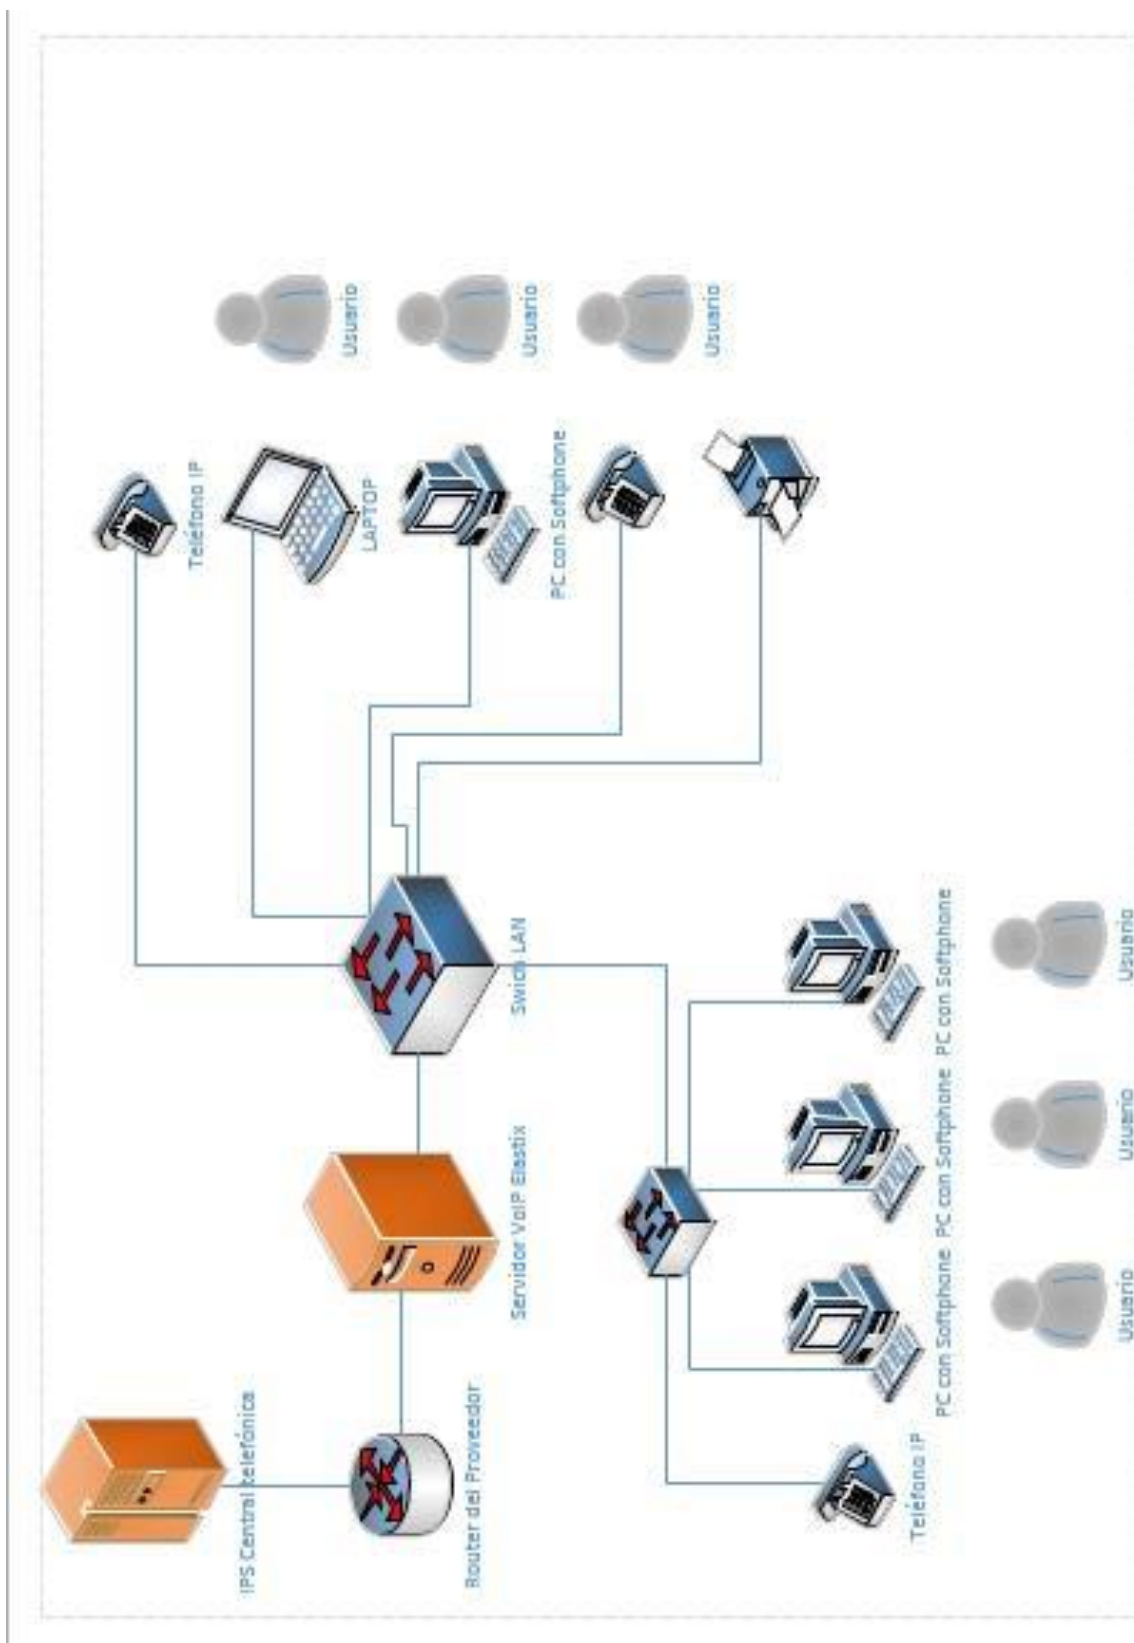 Teléfono IP
IPS Central telefónica
Usuario
LAPTOP
Router del Proveedor
Servidor VoIP Elastix
Swich LAN
Usuario
PC con Softphone
Usuario
Teléfono IP
PC con Softphone
PC con Softphone
PC con Softphone
Usuario
Usuario
Usuario